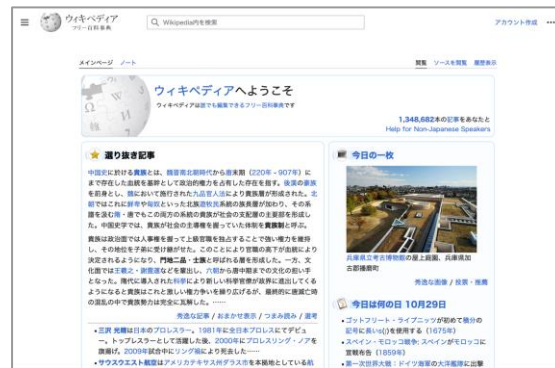 ウィキペディア
フリー百科事典
Wikipedia内を検索
アカウント作成
メインページ ノート
閲覧 ソースを閲覧 履歴表示
ウィキペディアへようこそ
ウィキペディアは誰でも編集できるフリー百科事典です
1,348,682本の記事をあなたと
Help for Non-Japanese Speakers
選り抜き記事
中国史に於ける貴族とは、魏晋南北朝時代から唐末期（220年 - 907年）に
まで存在した血統を基準として政治的権力を占有した存在を指す。後漢の豪族
を前身とし、魏において施行された九品官人法により貴族層が形成された。北
朝ではこれに鮮卑や匈奴といった北族遊牧民系統の族長層が加わり、その系
譜を汲む隋・唐でもこの両方の系統の貴族が社会の支配層の主要部を形成し
た。中国史学では、貴族が社会の主導権を握っていた体制を貴族制と呼ぶ。
貴族は政治面では人事権を握って上級官職を独占することで強い権力を維持
し、その地位を子弟に受け継がせた。このことにより官職の高下が血統により
決定されるようになり、門地二品・士族と呼ばれる層を形成した。一方、文
化面では王羲之・謝霊運などを輩出し、六朝から唐中期までの文化の担い手
となった。隋代に導入された科挙により新しい科挙官僚が政界に進出してくる
ようになると貴族はこれと激しい権力争いを繰り広げるが、最終的に唐滅亡時
の混乱の中で貴族勢力は完全に瓦解した。……
秀逸な記事 / おまかせ表示 / つまみ読み / 選考
三沢 光晴は日本のプロレスラー。1981年に全日本プロレスにてデビュ
ー。トップレスラーとして活躍した後、2000年にプロレスリング・ノアを
旗揚げ。2009年試合中にリング禍により死去した……
サウスウエスト航空はアメリカテキサス州ダラス市を本拠地としている航
今日の一枚
兵庫県立考古博物館の屋上庭園、兵庫県加
古郡播磨町
秀逸な画像 / 投票・推薦
今日は何の日 10月29日
ゴットフリート・ライプニッツが初めて積分の
記号に長いs(∫)を使用する（1675年）
スペイン・モロッコ戦争: スペインがモロッコに
宣戦布告（1859年）
第一次世界大戦：ドイツ海軍の大洋艦隊に出撃